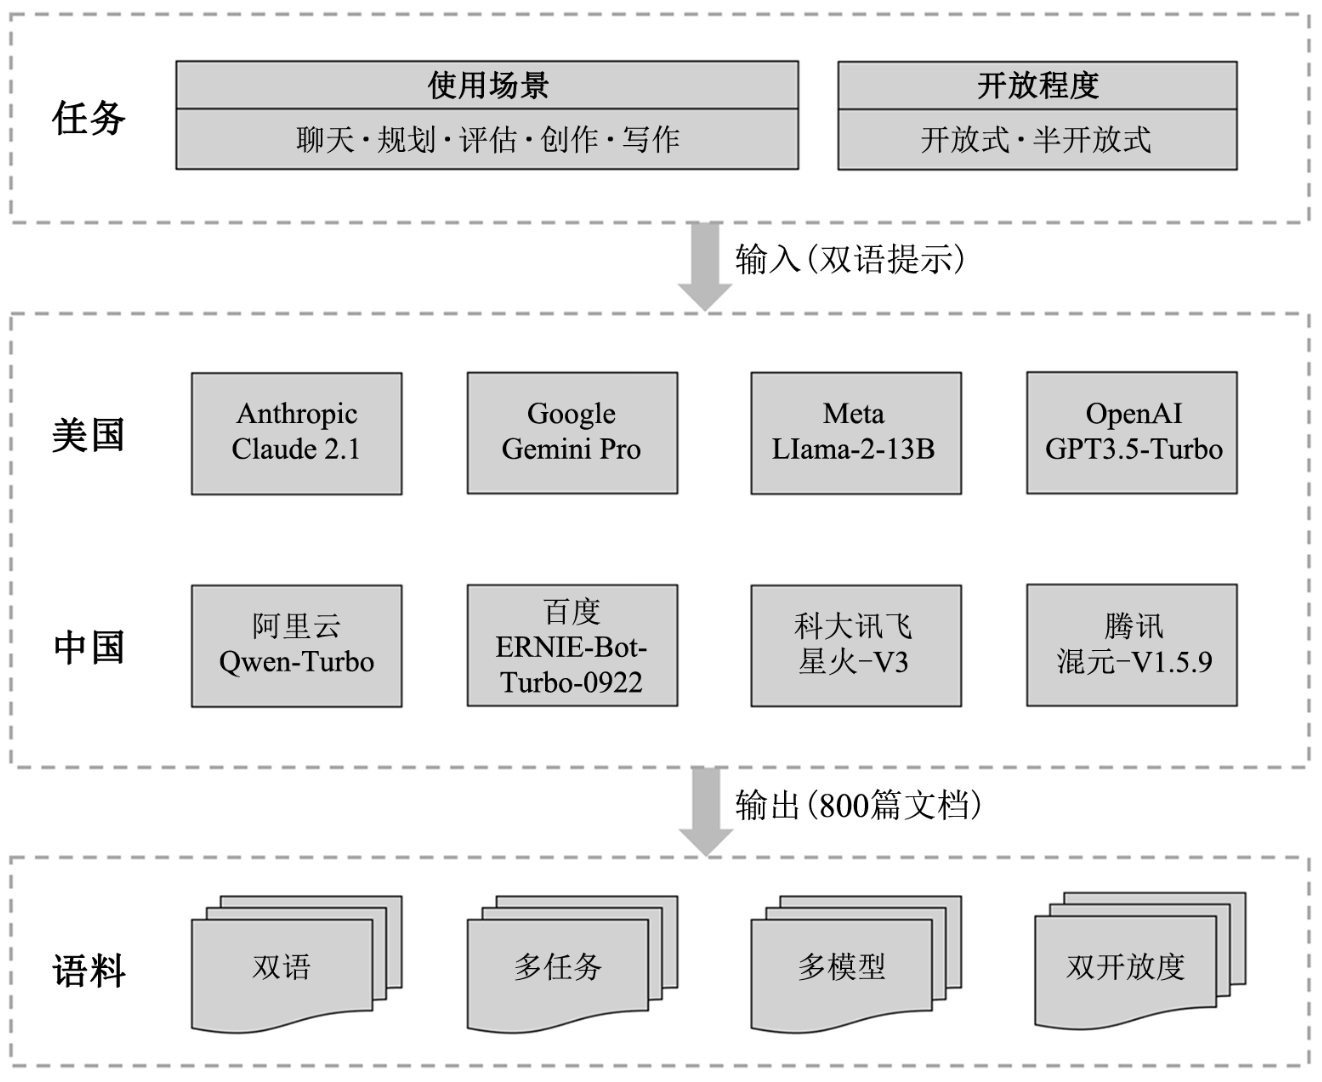 任务
使用场景
聊天·规划·评估·创作·写作
开放程度
开放式·半开放式
输入(双语提示)
美国
Anthropic
Claude 2.1
Google
Gemini Pro
Meta
LIama-2-13B
OpenAI
GPT3.5-Turbo
中国
阿里云
Qwen-Turbo
百度
ERNIE-Bot-
Turbo-0922
科大讯飞
星火-V3
腾讯
混元-V1.5.9
输出(800篇文档)
语料
双语
多任务
多模型
双开放度